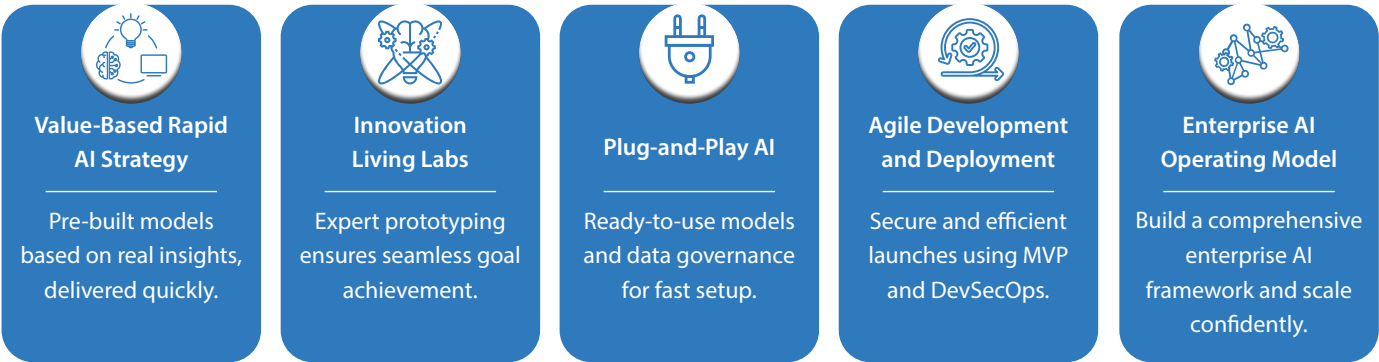 Value-Based Rapid
AI Strategy
Pre-built models
based on real insights,
delivered quickly.
Innovation
Living Labs
Expert prototyping
ensures seamless goal
achievement.
Plug-and-Play AI
Ready-to-use models
and data governance
for fast setup.
Agile Development
and Deployment
Secure and efficient
launches using MVP
and DevSecOps.
Enterprise AI
Operating Model
Build a comprehensive
enterprise AI
framework and scale
confidently.